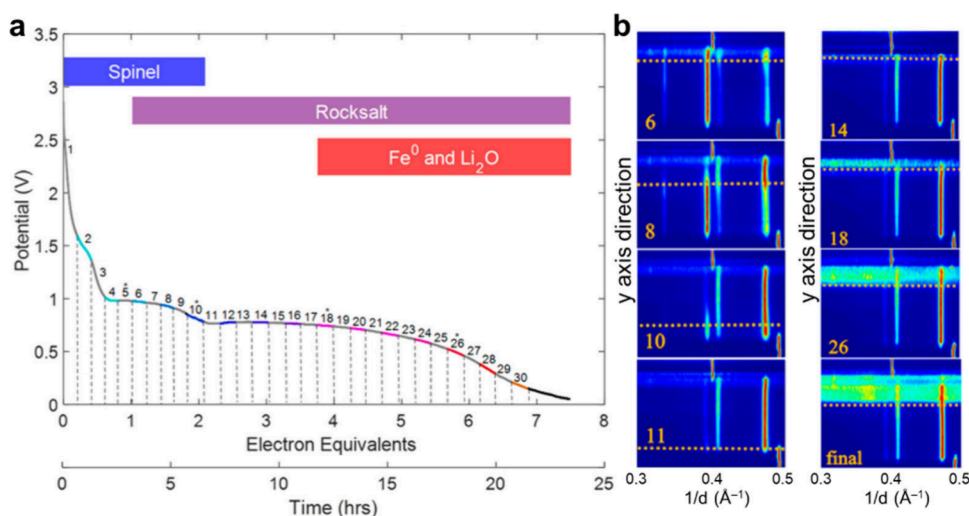 a
3.5
3
2.5
2
1.5
1
0.5
0
Potential (V)
Spinel
Rocksalt
Fe⁰ and Li₂O
1
2
3
4
5
6
7
8
9
10
11
12
13
14
15
16
17
18
19
20
21
22
23
24
25
26
27
28
29
30
*
*
*
*
0 1 2 3 4 5 6 7 8
Electron Equivalents
0 5 10 15 20 25
Time (hrs)
b
y axis direction
6
8
10
11
0.3 0.4 0.5
1/d (Å⁻¹)
y axis direction
14
18
26
final
0.3 0.4 0.5
1/d (Å⁻¹)